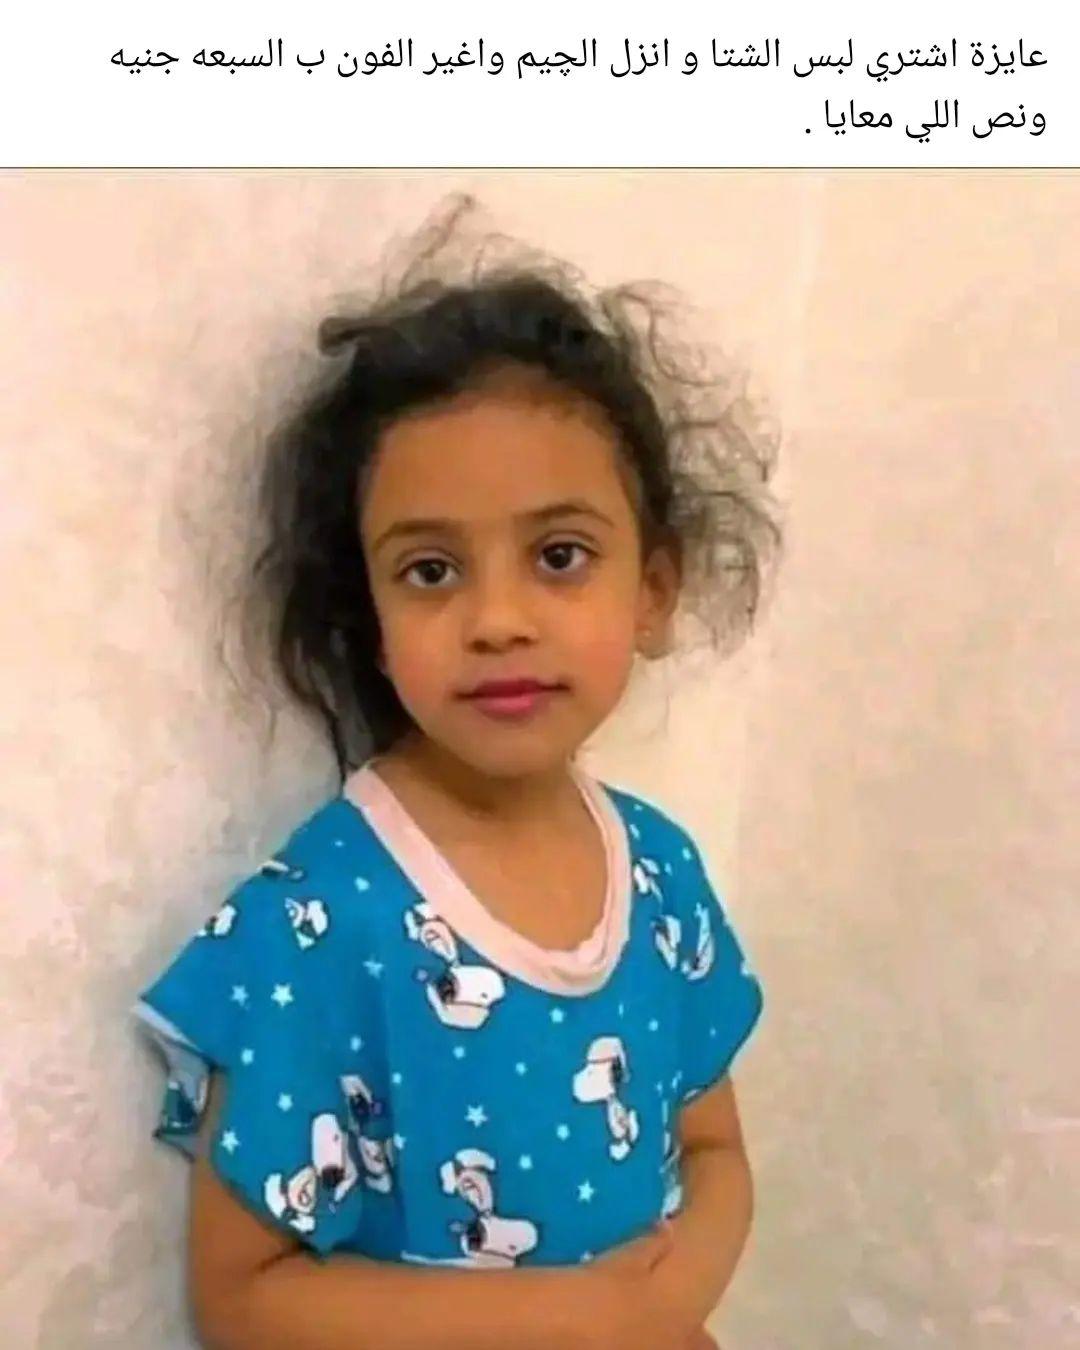 عايزة اشتري لبس الشتا و انزل الچيم واغير الفون ب السبعه جنيه
ونص اللي معايا .